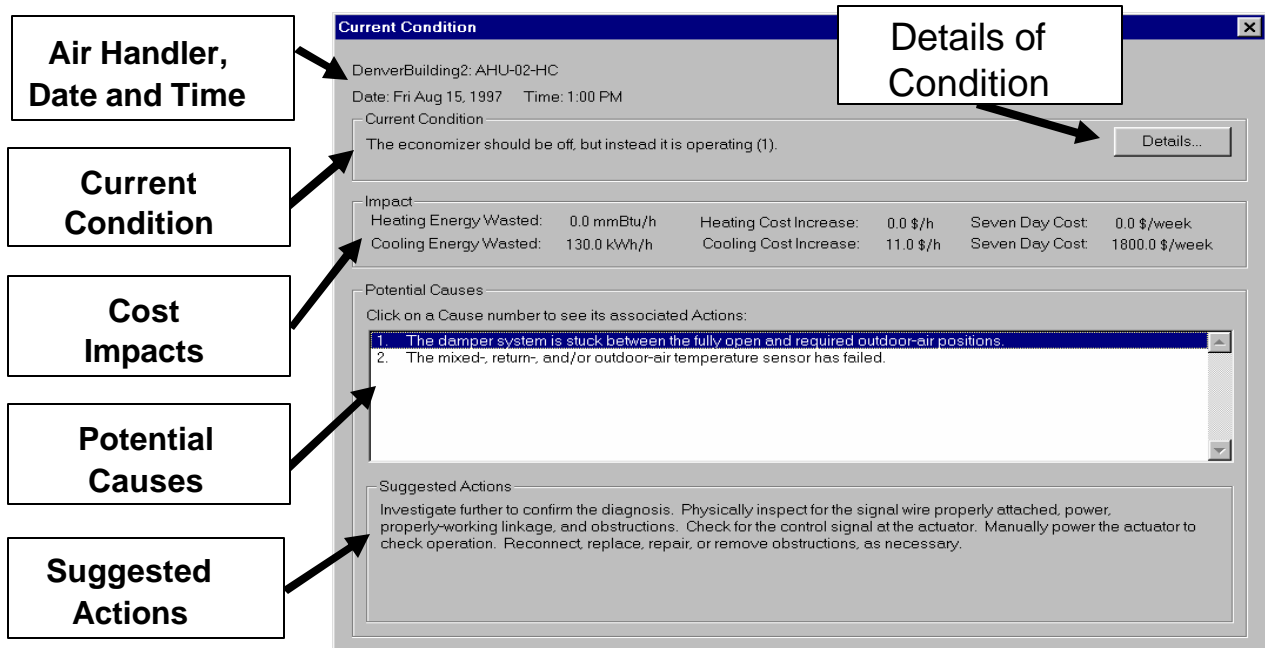 Air Handler,
Date and Time
Current
Condition
Cost
Impacts
Potential
Causes
Suggested
Actions
Details of
Condition
Current Condition
DenverBuilding2: AHU-02-HC
Date: Fri Aug 15, 1997 Time: 1:00 PM
Current Condition
The economizer should be off, but instead it is operating (1).
Details...
Impact
Heating Energy Wasted: 0.0 mmBtu/h Heating Cost Increase: 0.0 $/h Seven Day Cost: 0.0 $/week
Cooling Energy Wasted: 130.0 kWh/h Cooling Cost Increase: 11.0 $/h Seven Day Cost: 1800.0 $/week
Potential Causes
Click on a Cause number to see its associated Actions:
1. The damper system is stuck between the fully open and required outdoor-air positions.
2. The mixed-, return-, and/or outdoor-air temperature sensor has failed.
Suggested Actions
Investigate further to confirm the diagnosis. Physically inspect for the signal wire properly attached, power,
properly-working linkage, and obstructions. Check for the control signal at the actuator. Manually power the actuator to
check operation. Reconnect, replace, repair, or remove obstructions, as necessary.